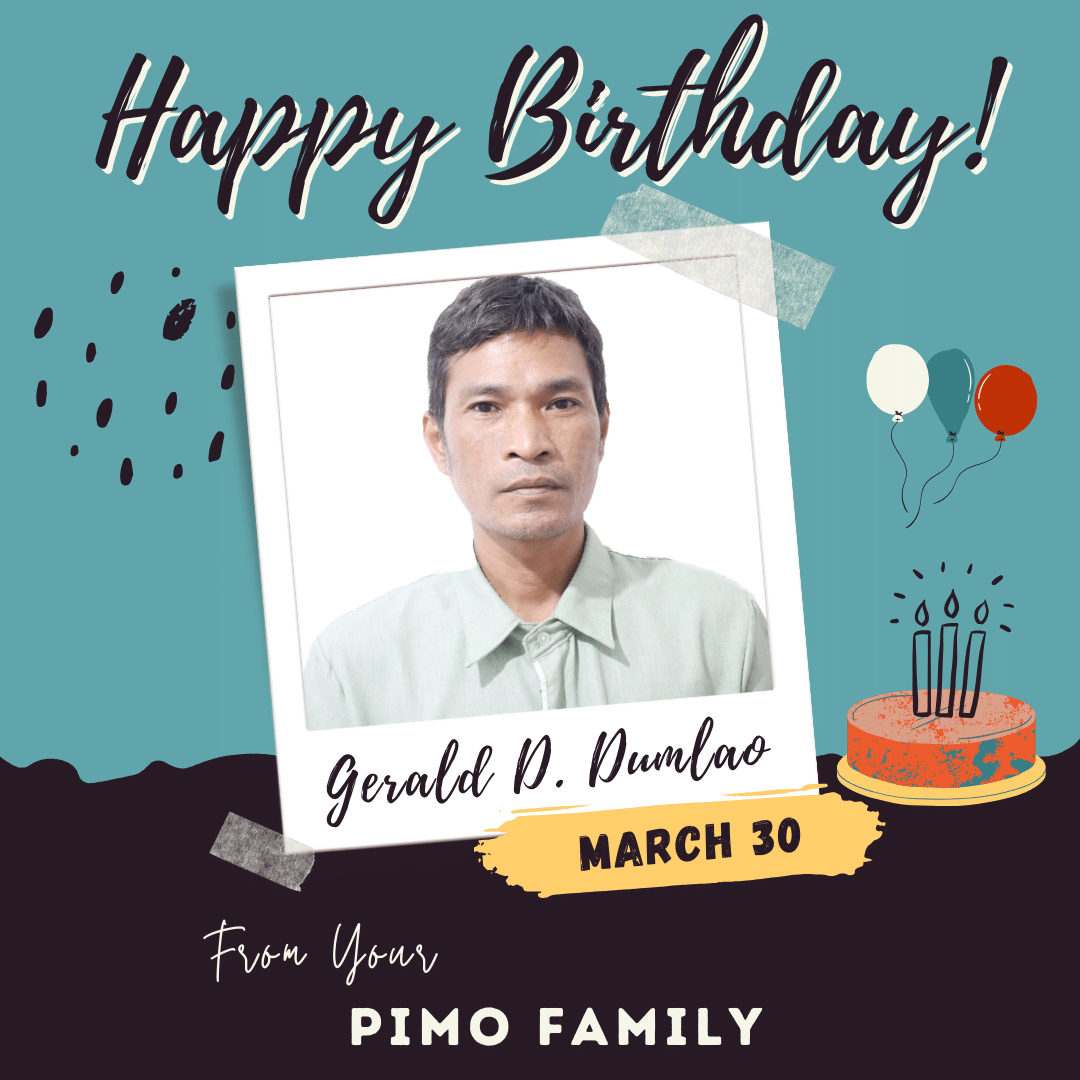 Happy Birthday!
Gerald D. Dumlao
MARCH 30
From Your
PIMO FAMILY